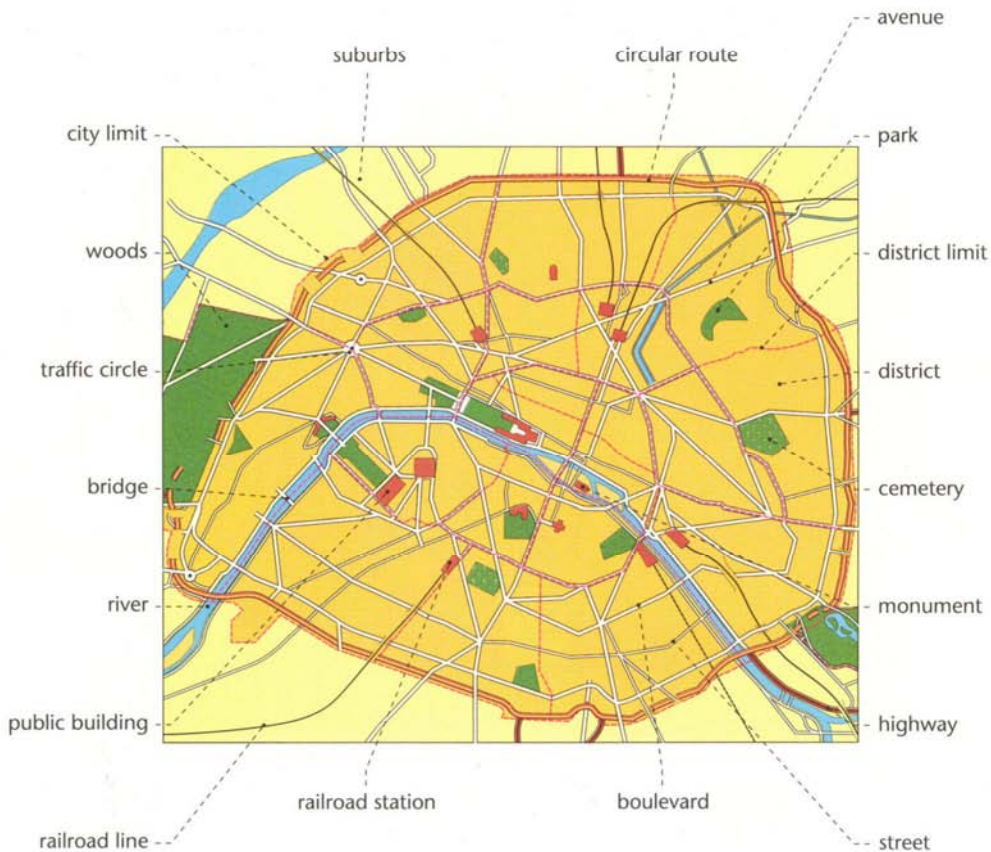 avenue
suburbs
circular route
city limit
park
woods
district limit
traffic circle
district
bridge
cemetery
river
monument
public building
highway
railroad station
boulevard
railroad line
street